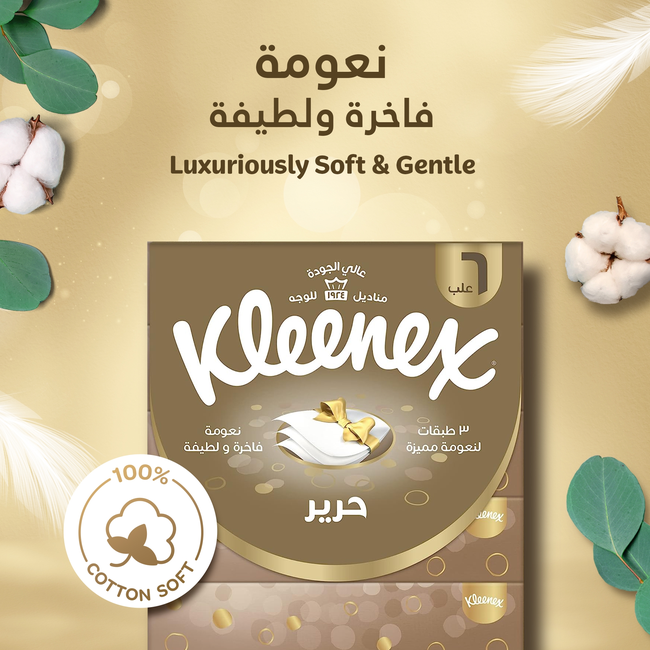 نعومة
فاخرة ولطيفة
Luxuriously Soft & Gentle
٦
علب
عالي الجودة
مناديل ١٩٢٤ للوجه
Kleenex
®
٣ طبقات
لنعومة مميزة
نعومة
فاخرة و لطيفة
حرير
100%
COTTON SOFT
Kleenex